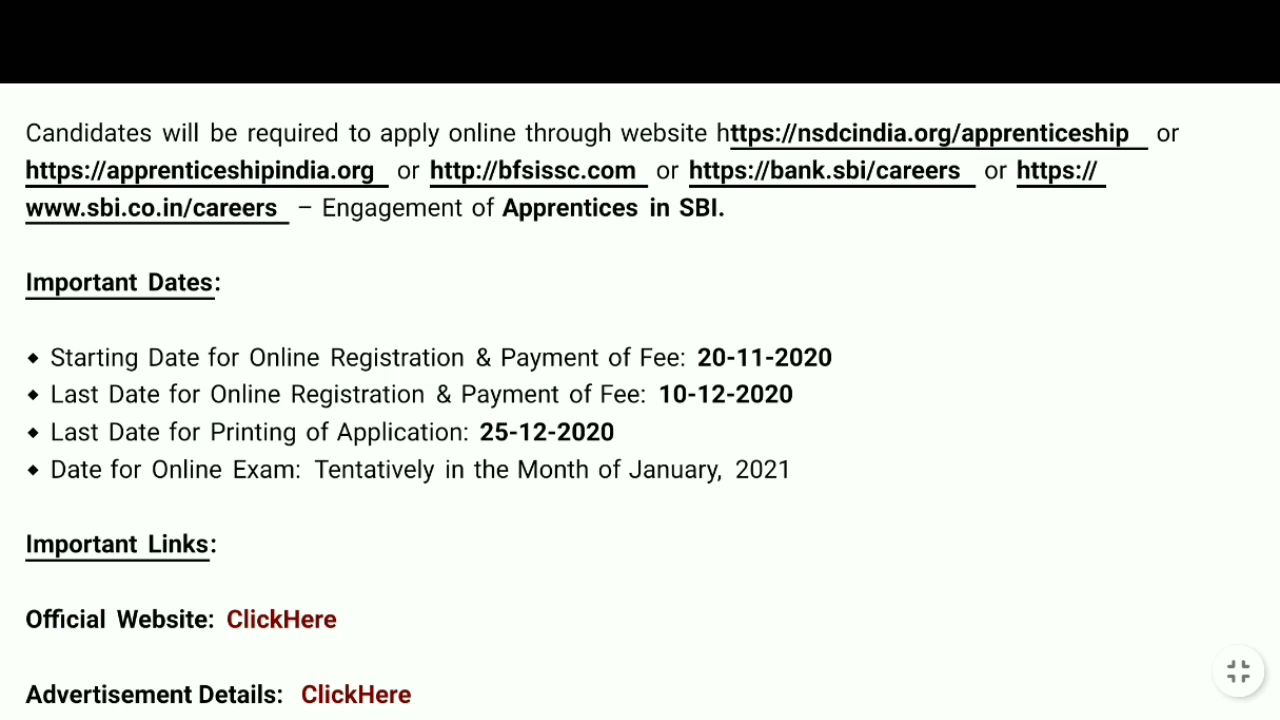 Candidates will be required to apply online through website https://nsdcindia.org/apprenticeship or
https://apprenticeshipindia.org or http://bfsissc.com or https://bank.sbi/careers or https://
www.sbi.co.in/careers – Engagement of Apprentices in SBI.
Important Dates:
◆ Starting Date for Online Registration & Payment of Fee: 20-11-2020
◆ Last Date for Online Registration & Payment of Fee: 10-12-2020
◆ Last Date for Printing of Application: 25-12-2020
◆ Date for Online Exam: Tentatively in the Month of January, 2021
Important Links:
Official Website: ClickHere
Advertisement Details: ClickHere